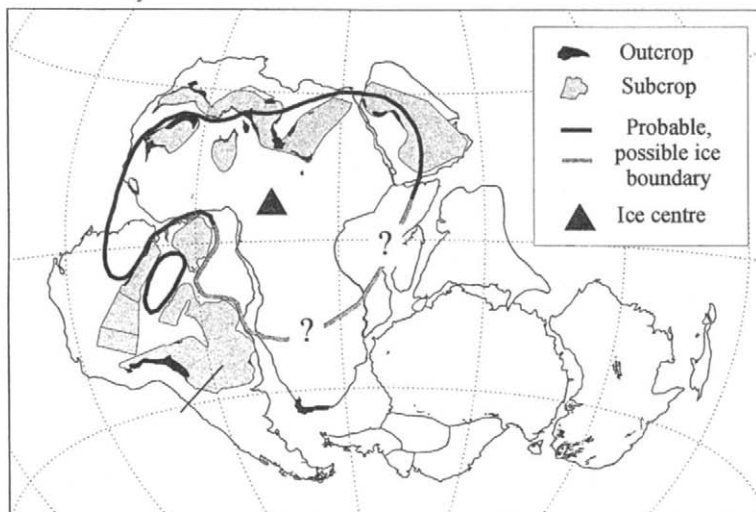 Outcrop
Subcrop
Probable,
possible ice
boundary
Ice centre
?
?